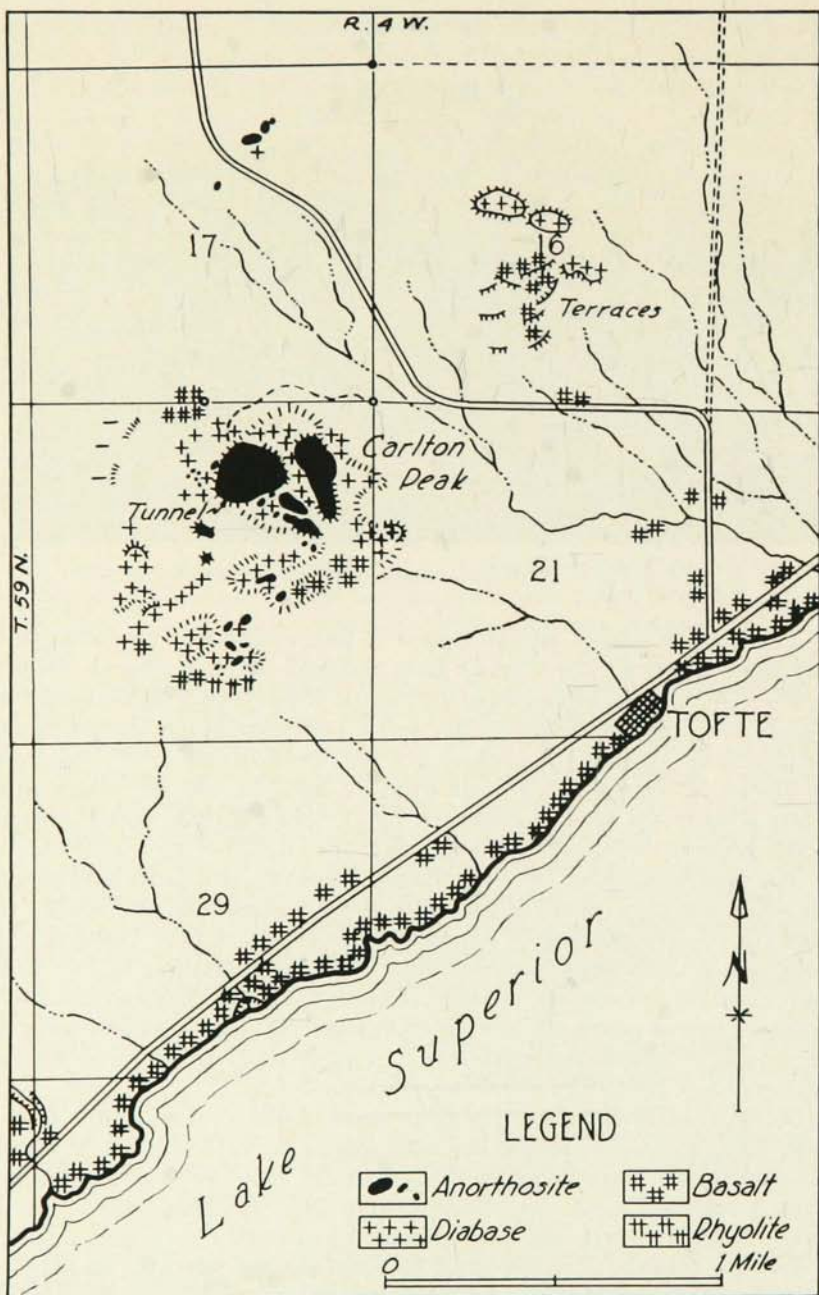 R. 4 W.
17
16
Terraces
Carlton
Peak
Tunnel
T. 59 N.
21
TOFTE
29
Lake Superior
N
LEGEND
Anorthosite
Basalt
Diabase
Rhyolite
0
1 Mile